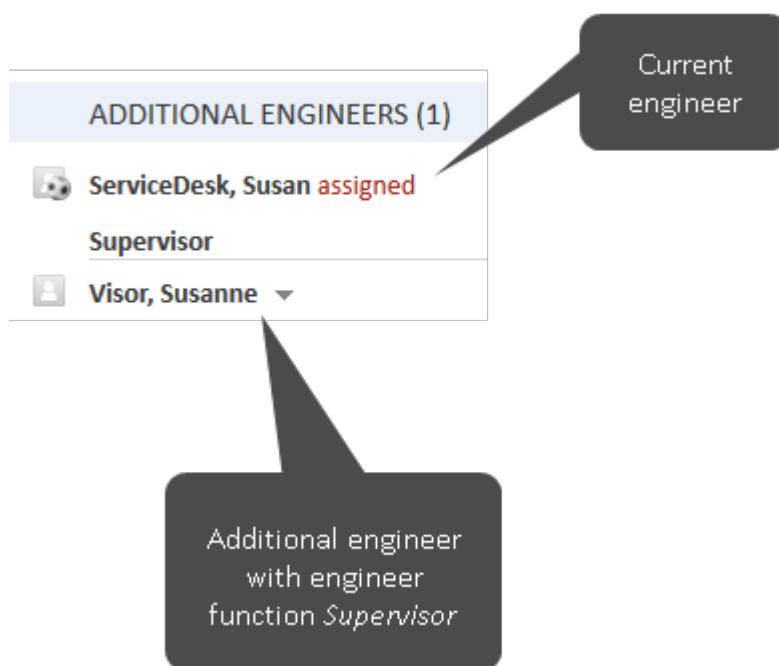 Current
engineer
ADDITIONAL ENGINEERS (1)
ServiceDesk, Susan assigned
Supervisor
Visor, Susanne
Additional engineer
with engineer
function Supervisor